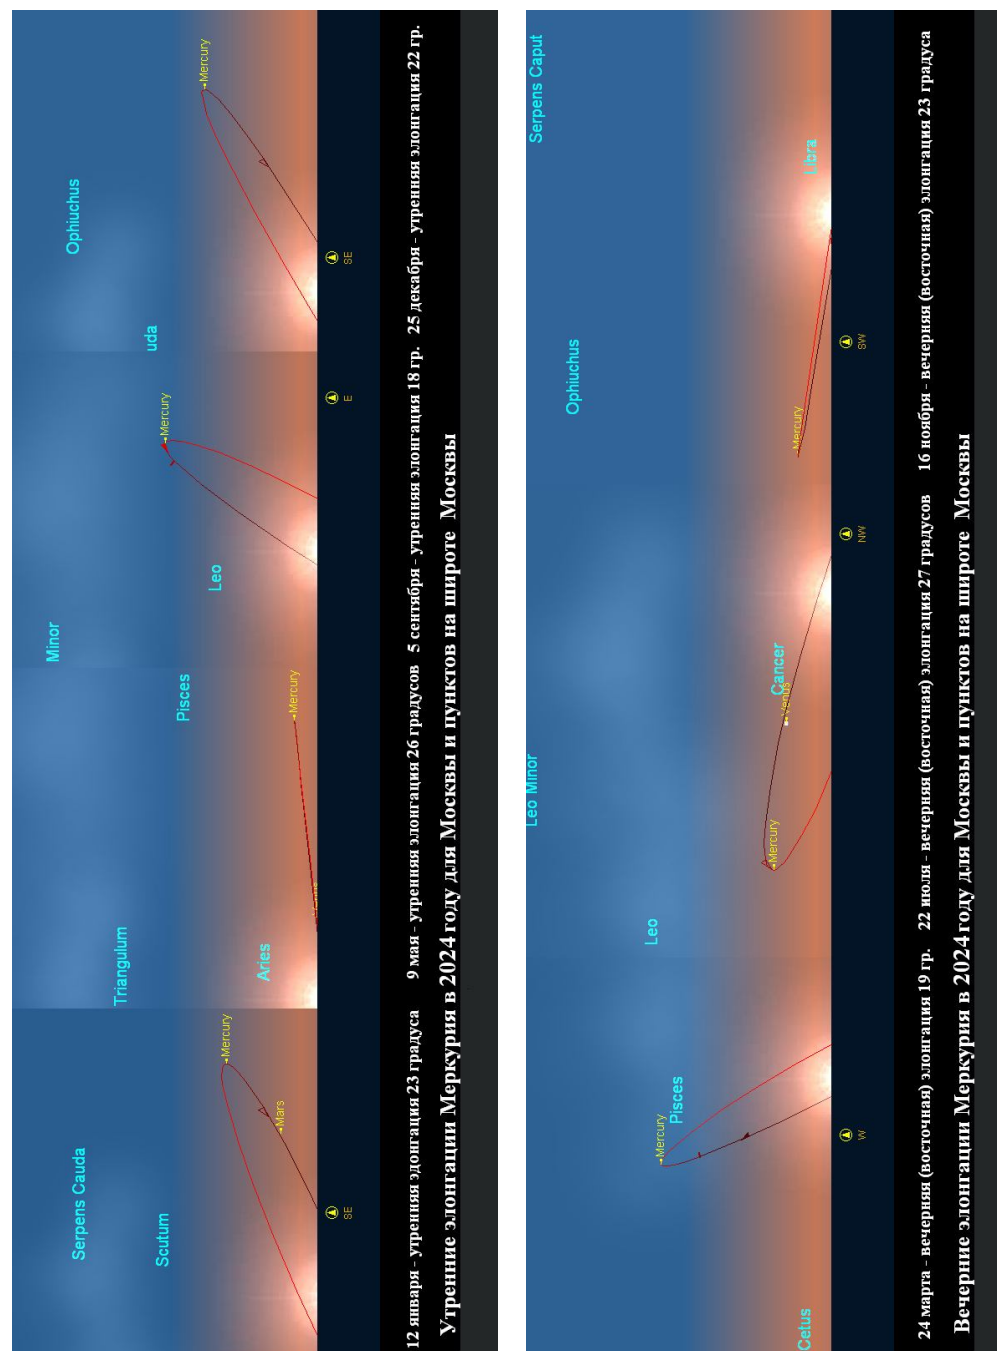 Serpens Cauda
Scutum
Mercury
Mars
SE
Triangulum
Aries
Pisces
Mercury
Minor
Leo
Mercury
E
uda
Ophiuchus
Mercury
SE
12 января - утренняя эдонгация 23 градуса 9 мая - утренняя элонгация 26 градусов 5 сентября - утренняя элонгация 18 гр. 25 декабря - утренняя элонгация 22 гр.
Утренние элонгации Меркурия в 2024 году для Москвы и пунктов на широте Москвы
Cetus
Mercury
Pisces
W
Leo Minor
Leo
Mercury
Cancer
Venus
NW
Serpens Caput
Ophiuchus
Mercury
Libra
SW
24 марта - вечерняя (восточная) элонгация 19 гр. 22 июля - вечерняя (восточная) элонгация 27 градусов 16 ноября - вечерняя (восточная) элонгация 23 градуса
Вечерние элонгации Меркурия в 2024 году для Москвы и пунктов на широте Москвы